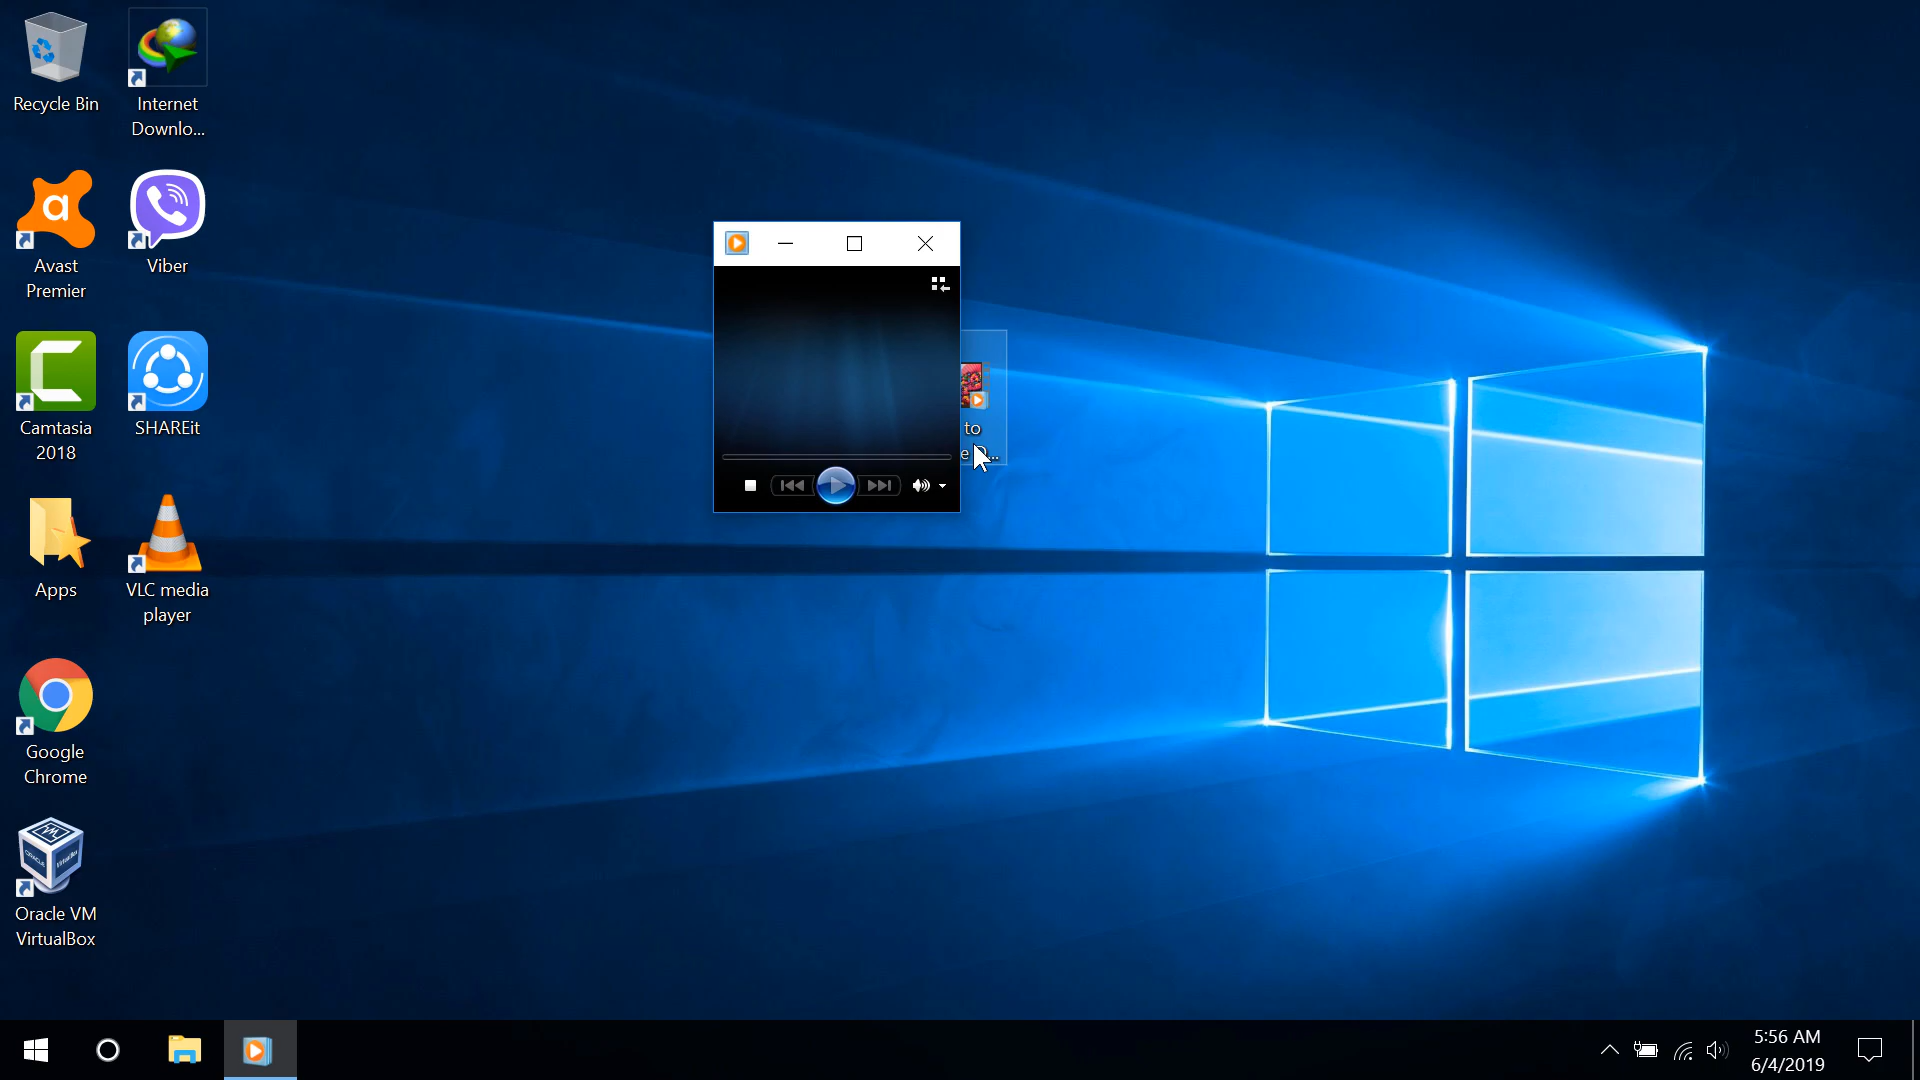 Recycle Bin
Internet
Downlo...
Avast
Premier
Viber
Camtasia
2018
SHAREit
to
Apps
VLC media
player
Google
Chrome
Oracle VM
VirtualBox
5:56 AM
6/4/2019